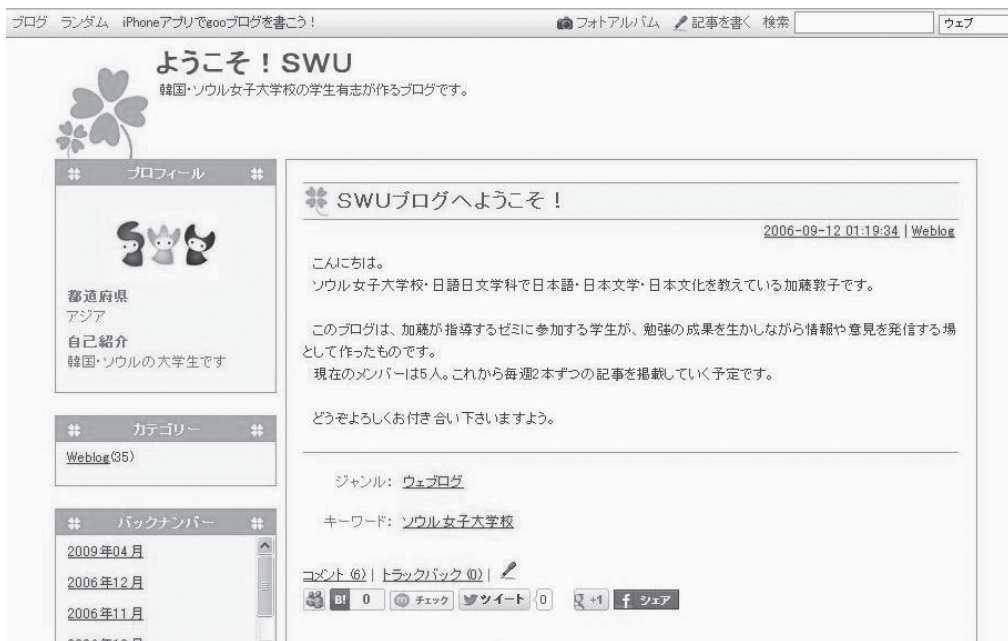 ブログ ランダム iPhoneアプリでgooブログを書こう! フォトアルバム 記事を書く 検索 ウェブ
ようこそ！SWU
韓国・ソウル女子大学校の学生有志が作るブログです。
プロフィール
SWU
都道府県
アジア
自己紹介
韓国・ソウルの大学生です
カテゴリー
Weblog(35)
バックナンバー
2009年04月
2006年12月
2006年11月
SWUブログへようこそ！
2006-09-12 01:19:34 | Weblog
こんにちは。
ソウル女子大学校・日語日文学科で日本語・日本文学・日本文化を教えている加藤敦子です。
このブログは、加藤が指導するゼミに参加する学生が、勉強の成果を生かしながら情報や意見を発信する場
として作ったものです。
現在のメンバーは5人。これから毎週2本ずつの記事を掲載していく予定です。
どうぞよろしくお付き合い下さいますよう。
ジャンル： ウェブログ
キーワード： ソウル女子大学校
コメント (6) | トラックバック (0) |
B! 0 m チェック ツイート 0 g +1 f シェア